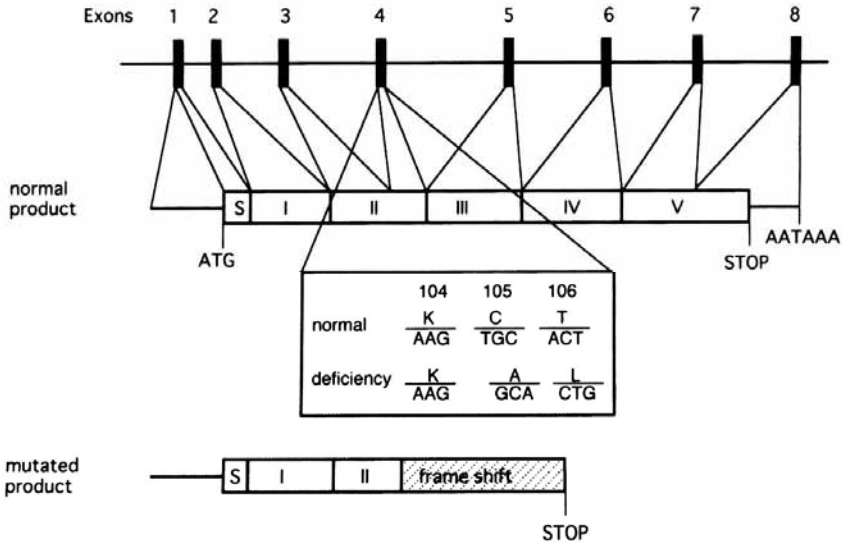 Exons 1 2 3 4 5 6 7 8
normal product
S I II III IV V
ATG
STOP
AATAAA
104 105 106
normal
K C T
AAG TGC ACT
deficiency
K A L
AAG GCA CTG
mutated product
S I II frame shift
STOP